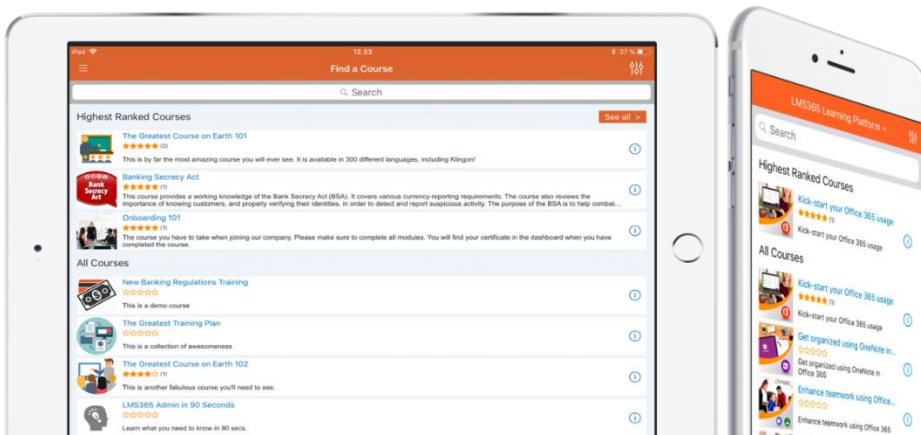 iPad
12.33
37 %
Find a Course
Search
Highest Ranked Courses
See all >
The Greatest Course on Earth 101
(2)
This is by far the most amazing course you will ever see. It is available in 300 different languages, including Klingon!
Bank
Secrecy
Act
Banking Secrecy Act
(1)
This course provides a working knowledge of the Bank Secrecy Act (BSA). It covers various currency-reporting requirements. The course also reviews the
importance of knowing customers, and properly verifying their identities, in order to detect and report suspicious activity. The purpose of the BSA is to help combat...
Onboarding 101
(1)
The course you have to take when joining our company. Please make sure to complete all modules. You will find your certificate in the dashboard when you have
completed the course.
All Courses
New Banking Regulations Training
This is a demo course
The Greatest Training Plan
This is a collection of awesomeness
The Greatest Course on Earth 102
(1)
This is another fabulous course you'll need to see.
LMS365 Admin in 90 Seconds
Learn what you need to know in 90 secs.
LMS365 Learning Platform
Search
Highest Ranked Courses
Kick-start your Office 365 usage
(1)
Kick-start your Office 365 usage
All Courses
Kick-start your Office 365 usage
(1)
Kick-start your Office 365 usage
Get organized using OneNote in...
Get organized using OneNote in
Office 365
Enhance teamwork using Office...
Enhance teamwork using Office 365